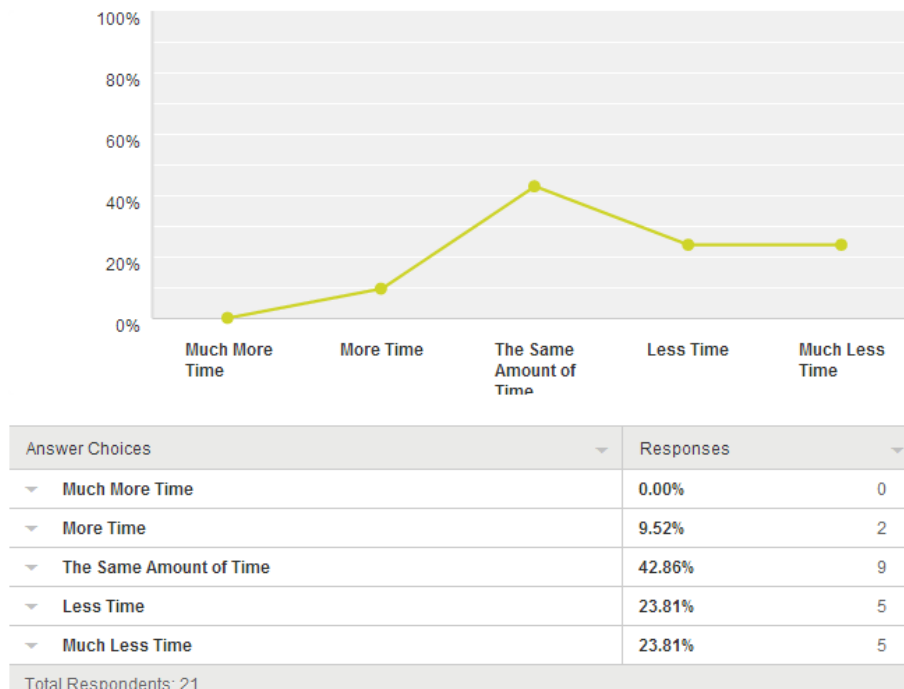 100%
80%
60%
40%
20%
0%
Much More Time
More Time
The Same Amount of Time
Less Time
Much Less Time
Answer Choices Responses
Much More Time 0.00% 0
More Time 9.52% 2
The Same Amount of Time 42.86% 9
Less Time 23.81% 5
Much Less Time 23.81% 5
Total Respondents: 21